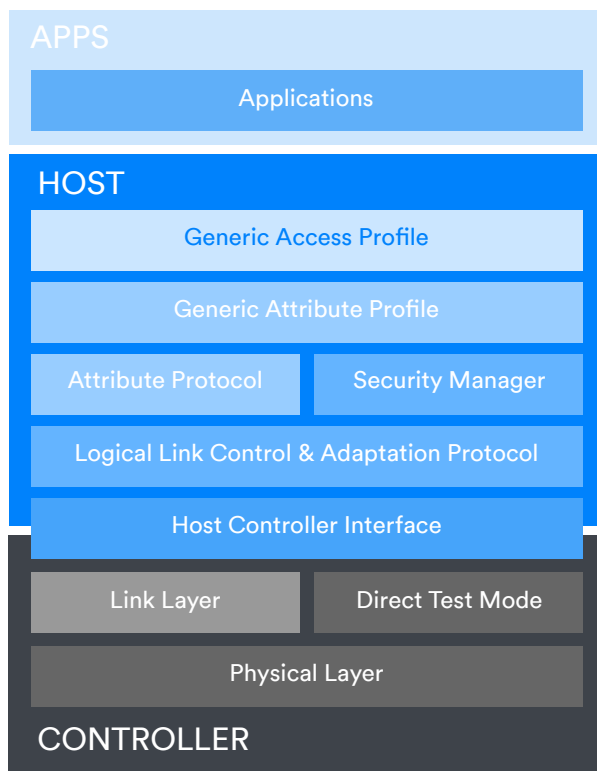 APPS
Applications
HOST
Generic Access Profile
Generic Attribute Profile
Attribute Protocol
Security Manager
Logical Link Control & Adaptation Protocol
Host Controller Interface
Link Layer
Direct Test Mode
Physical Layer
CONTROLLER